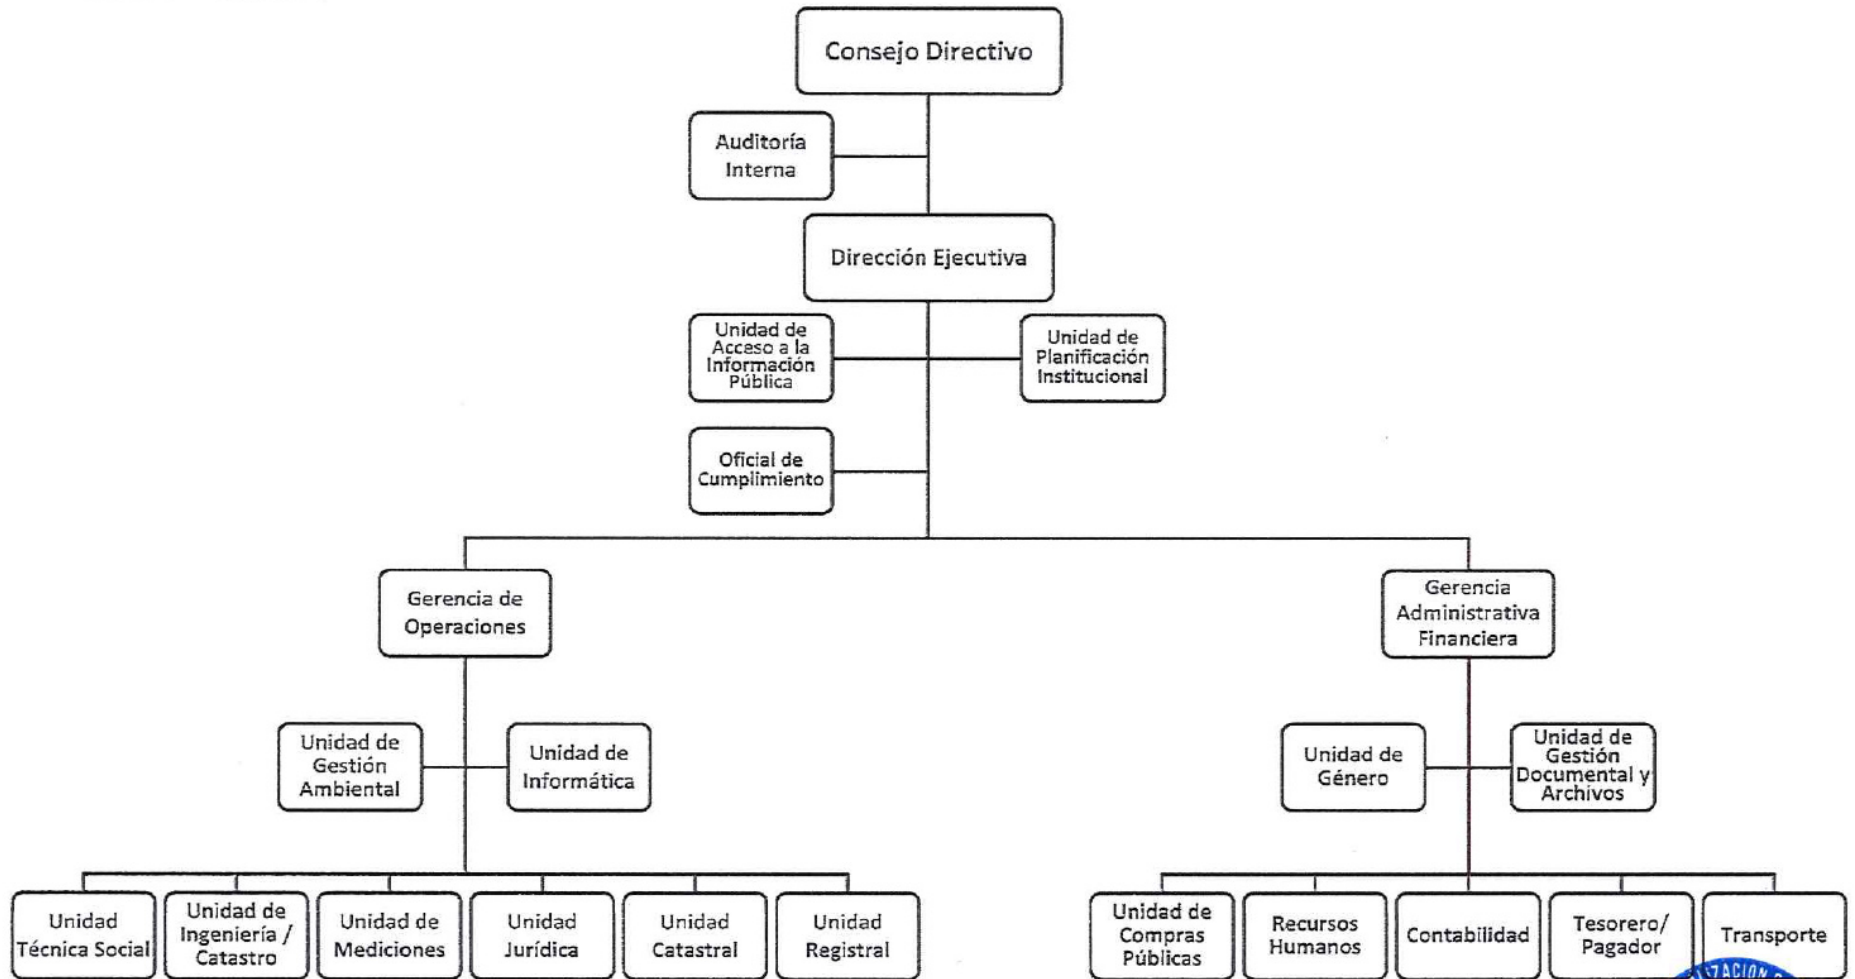 Consejo Directivo
Auditoría
Interna
Dirección Ejecutiva
Unidad de
Acceso a la
Información
Pública
Unidad de
Planificación
Institucional
Oficial de
Cumplimiento
Gerencia de
Operaciones
Gerencia
Administrativa
Financiera
Unidad de
Gestión
Ambiental
Unidad de
Informática
Unidad de
Género
Unidad de
Gestión
Documental y
Archivos
Unidad
Técnica Social
Unidad de
Ingeniería /
Catastro
Unidad de
Mediciones
Unidad
Jurídica
Unidad
Catastral
Unidad
Registral
Unidad de
Compras
Públicas
Recursos
Humanos
Contabilidad
Tesorero/
Pagador
Transporte